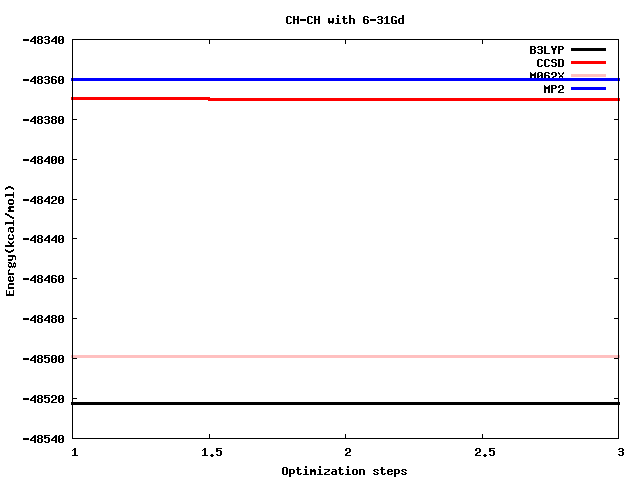 CH-CH with 6-31Gd
B3LYP
CCSD
M062X
MP2
-48340
-48360
-48380
-48400
-48420
-48440
-48460
-48480
-48500
-48520
-48540
Energy(kcal/mol)
1 1.5 2 2.5 3
Optimization steps